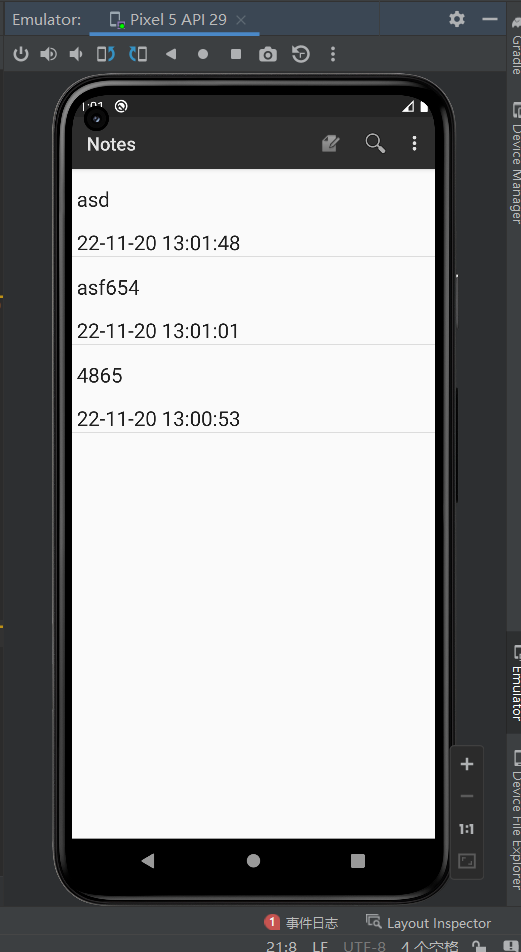 Emulator: Pixel 5 API 29
1:01
Notes
asd
22-11-20 13:01:48
asf654
22-11-20 13:01:01
4865
22-11-20 13:00:53
1:1
Gradle
Device Manager
Emulator
Device File Explorer
1 事件日志 Layout Inspector
21:8 LF UTF-8 4 个空格